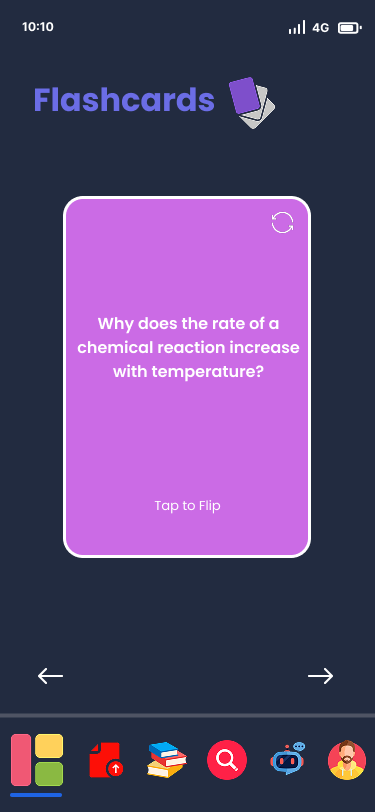 10:10
4G
Flashcards
Why does the rate of a
chemical reaction increase
with temperature?
Tap to Flip